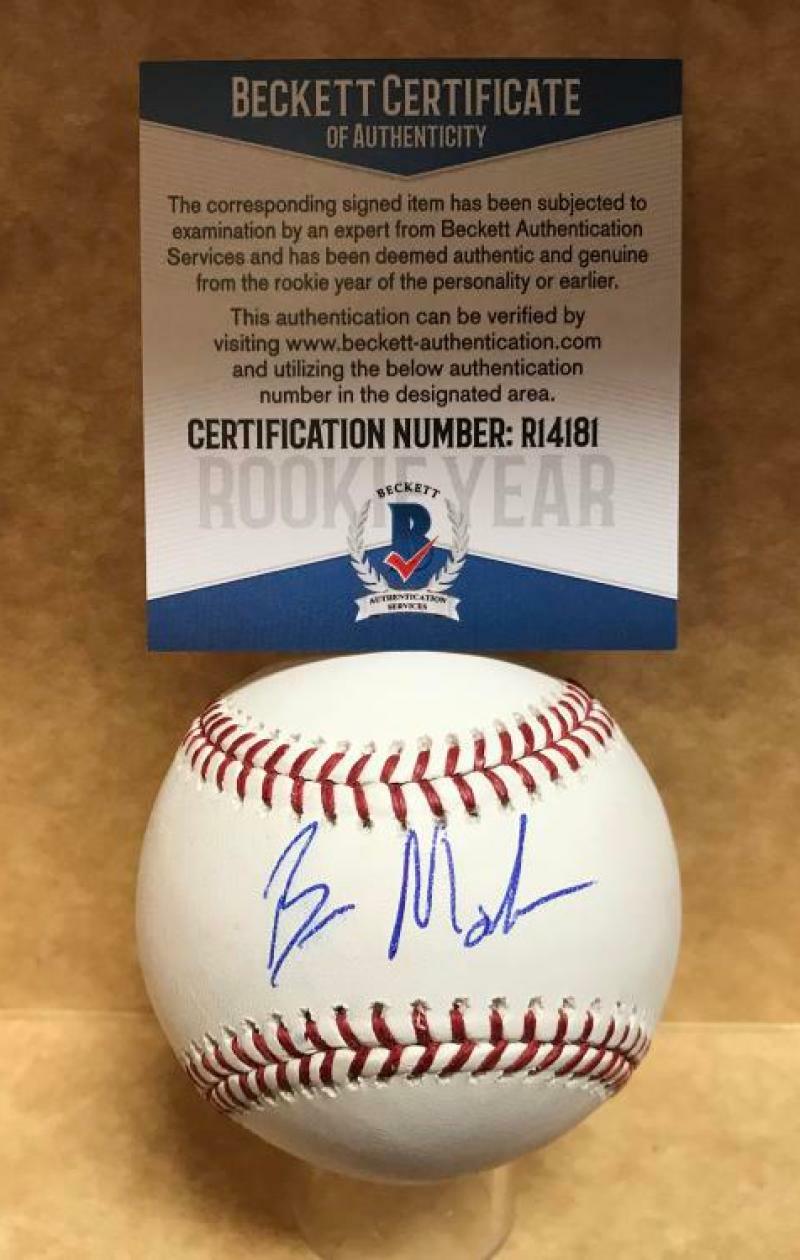 BECKETT CERTIFICATE
OF AUTHENTICITY
The corresponding signed item has been subjected to
examination by an expert from Beckett Authentication
Services and has been deemed authentic and genuine
from the rookie year of the personality or earlier.
This authentication can be verified by
visiting www.beckett-authentication.com
and utilizing the below authentication
number in the designated area.
CERTIFICATION NUMBER: R14181
ROOKIE YEAR
BECKETT
B
AUTHENTICATION
SERVICES